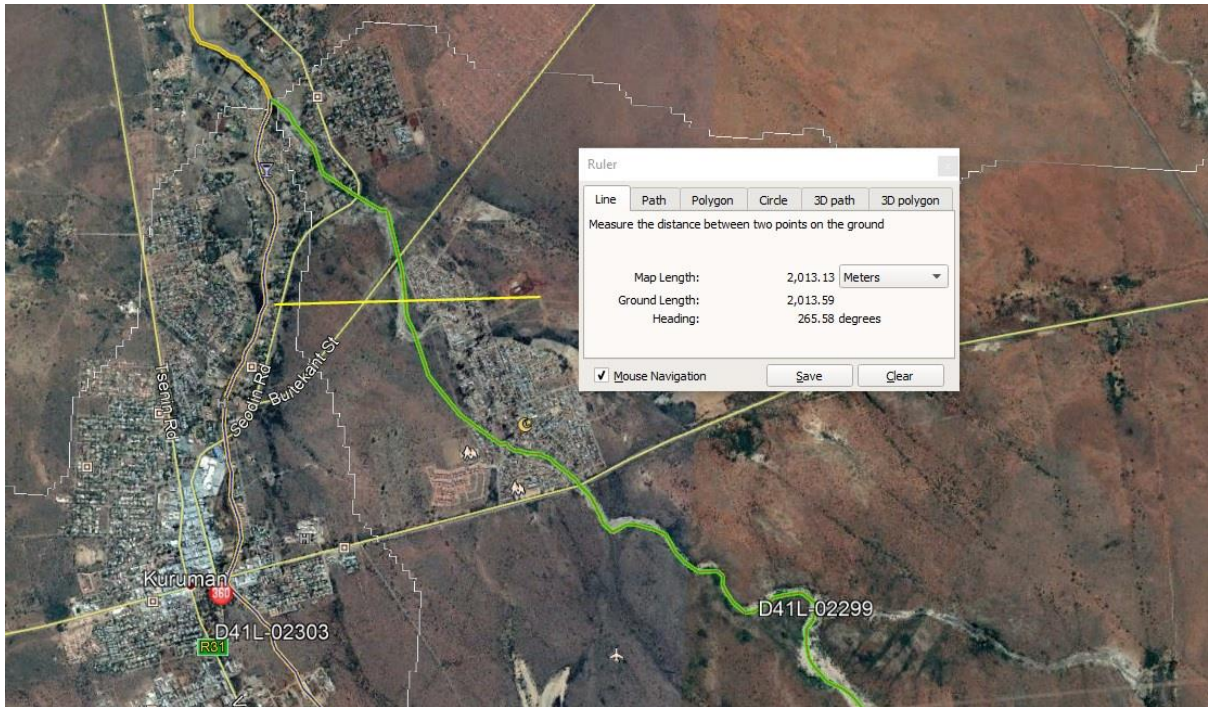 Ruler
Line Path Polygon Circle 3D path 3D polygon
Measure the distance between two points on the ground
Map Length: 2,013.13 Meters
Ground Length: 2,013.59
Heading: 265.58 degrees
Mouse Navigation Save Clear
Tsenin Rd
Seodin Rd
Buitekant St
Kuruman
360
D41L-02303
R31
D41L-02299